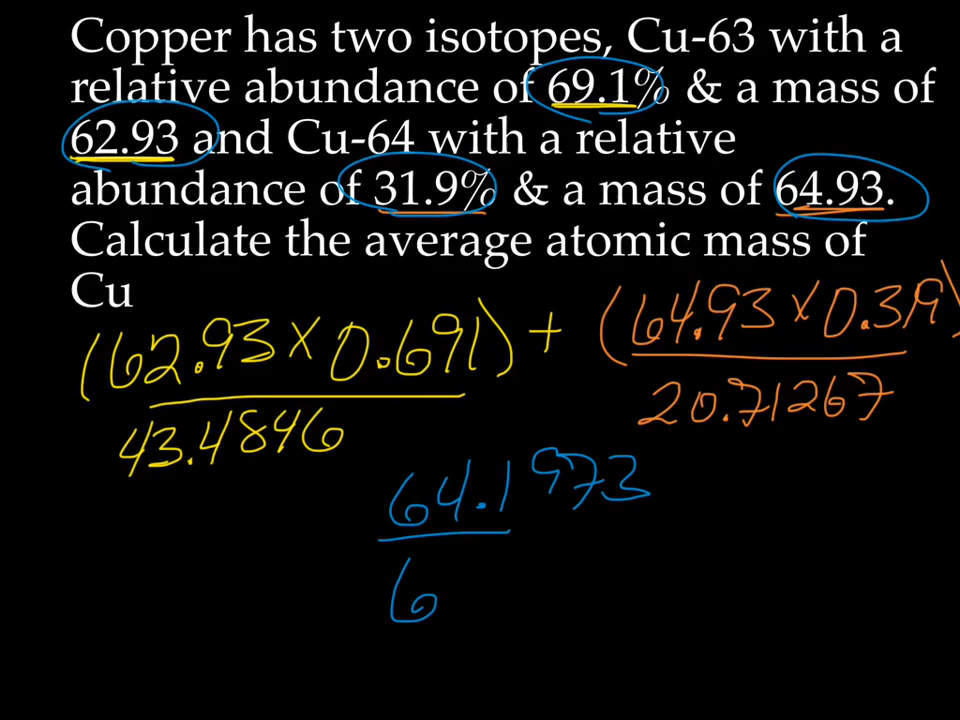 Copper has two isotopes, Cu-63 with a
relative abundance of 69.1% & a mass of
62.93 and Cu-64 with a relative
abundance of 31.9% & a mass of 64.93.
Calculate the average atomic mass of
Cu
(62.93 × 0.691) + (64.93 × 0.319)
43.4846 20.71267
64.1973
6